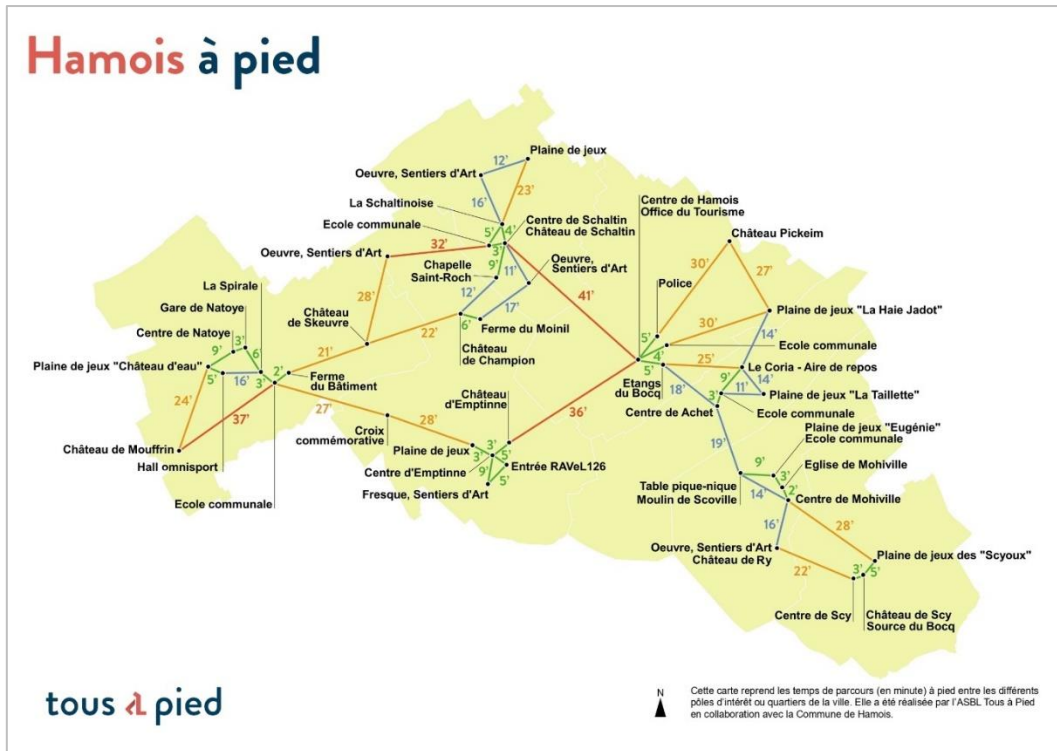 Hamois à pied
12'
Plaine de jeux
Oeuvre, Sentiers d'Art
23'
16'
La Schaltinoise
Ecole communale
5'
4'
Centre de Schaltin
Château de Schaltin
Centre de Hamois
Office du Tourisme
Château Pickeim
Oeuvre, Sentiers d'Art
32'
3'
9'
11'
Chapelle
Saint-Roch
Oeuvre,
Sentiers d'Art
30'
27'
La Spirale
28'
12'
17'
41'
Police
Gare de Natoye
Château
de Skeuvre
22'
6'
Ferme du Moinil
30'
Plaine de jeux "La Haie Jadot"
Centre de Natoye
Château
de Champion
5'
14'
Ecole communale
3'
9'
6'
4'
Plaine de jeux "Château d'eau"
5'
16'
3'
2'
21'
Ferme
du Bâtiment
5'
25'
Le Coria - Aire de repos
Etangs
du Bocq
18'
9'
11'
14'
Plaine de jeux "La Taillette"
24'
37'
27'
Château
d'Emptinne
36'
Centre de Achet
3'
Ecole communale
Croix
commémorative
28'
Plaine de jeux "Eugénie"
Ecole communale
Château de Mouffrin
Plaine de jeux
3'
3'
5'
19'
Hall omnisport
Centre d'Emptinne
9'
5'
Entrée RAVeL126
9'
3'
Eglise de Mohiville
Fresque, Sentiers d'Art
Table pique-nique
Moulin de Scoville
14'
2'
Centre de Mohiville
Ecole communale
16'
28'
Oeuvre, Sentiers d'Art
Château de Ry
Plaine de jeux des "Scyoux"
22'
3'
5'
Centre de Scy
Château de Scy
Source du Bocq
tous à pied
N
Cette carte reprend les temps de parcours (en minute) à pied entre les différents
pôles d'intérêt ou quartiers de la ville. Elle a été réalisée par l'ASBL Tous à Pied
en collaboration avec la Commune de Hamois.